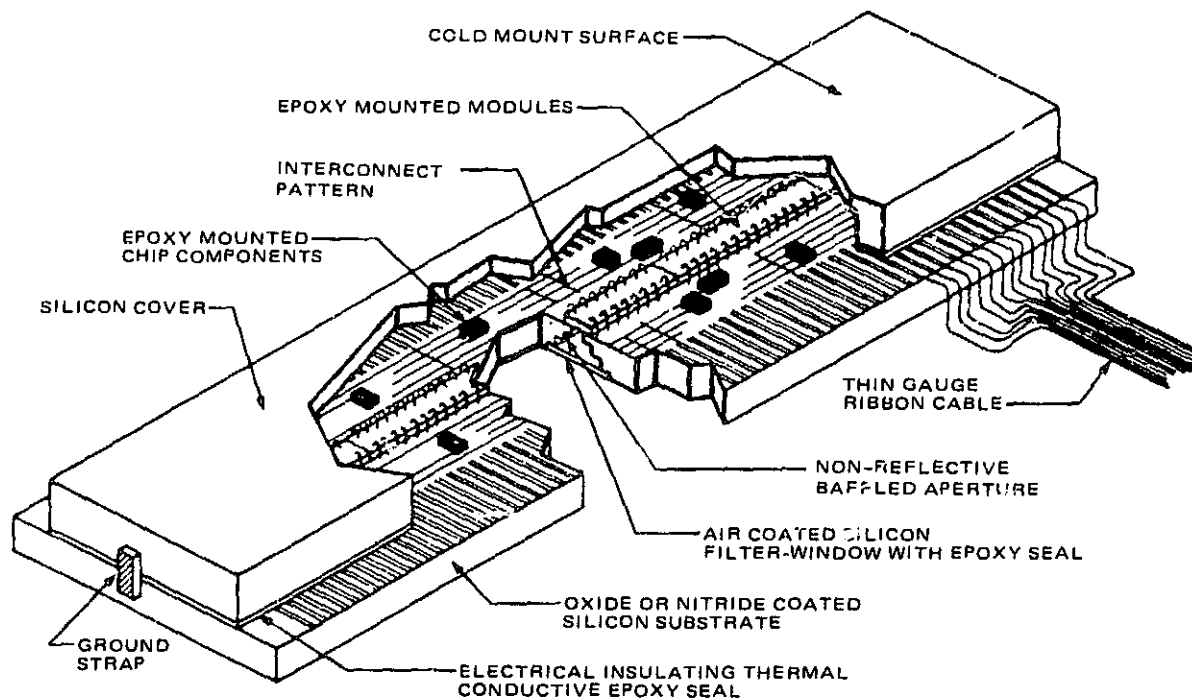 COLD MOUNT SURFACE
EPOXY MOUNTED MODULES
INTERCONNECT
PATTERN
EPOXY MOUNTED
CHIP COMPONENTS
SILICON COVER
THIN GAUGE
RIBBON CABLE
NON-REFLECTIVE
BAFFLED APERTURE
AIR COATED SILICON
FILTER-WINDOW WITH EPOXY SEAL
OXIDE OR NITRIDE COATED
SILICON SUBSTRATE
GROUND
STRAP
ELECTRICAL INSULATING THERMAL
CONDUCTIVE EPOXY SEAL